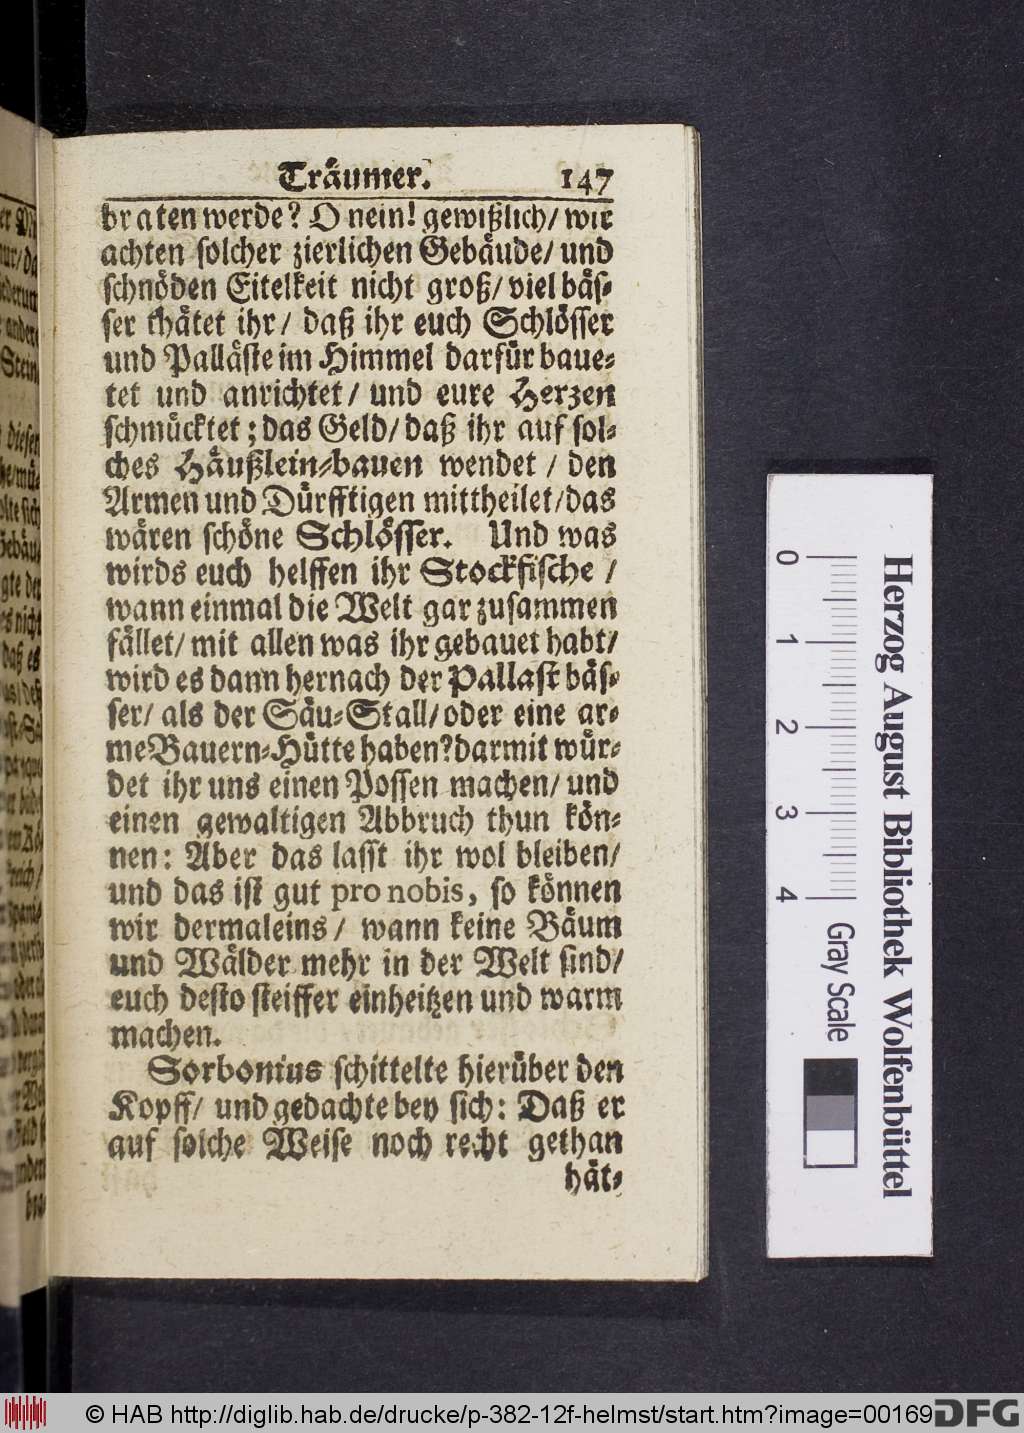 Träumer. 147
braten werde? O nein! gewißlich/ wir
achten solcher zierlichen Gebäude/ und
schnöden Eitelkeit nicht groß/ viel bäs-
ser thätet ihr/ daß ihr euch Schlösser
und Palläste im Himmel darfür baue-
tet und anrichtet/ und eure Herzen
schmücktet; das Geld/ daß ihr auf sol-
ches Häußlein-bauen wendet / den
Armen und Dürfftigen mittheilet/das
wären schöne Schlösser. Und was
wirds euch helffen ihr Stockfische /
wann einmal die Welt gar zusammen
fället/ mit allen was ihr gebauet habt/
wird es dann hernach der Pallast bäs-
ser/ als der Säu-Stall/oder eine ar-
me Bauern-Hütte haben?darmit wür-
det ihr uns einen Possen machen/ und
einen gewaltigen Abbruch thun kön-
nen: Aber das lasst ihr wol bleiben/
und das ist gut pro nobis, so können
wir dermaleins/ wann keine Bäum
und Wälder mehr in der Welt sind/
euch desto steiffer einheitzen und warm
machen.
Sorbonius schittelte hierüber den
Kopff/ und gedachte bey sich: Daß er
auf solche Weise noch recht gethan
hät-
0 1 2 3 4 Gray Scale
Herzog August Bibliothek Wolfenbüttel
© HAB http://diglib.hab.de/drucke/p-382-12f-helmst/start.htm?image=00169
DFG